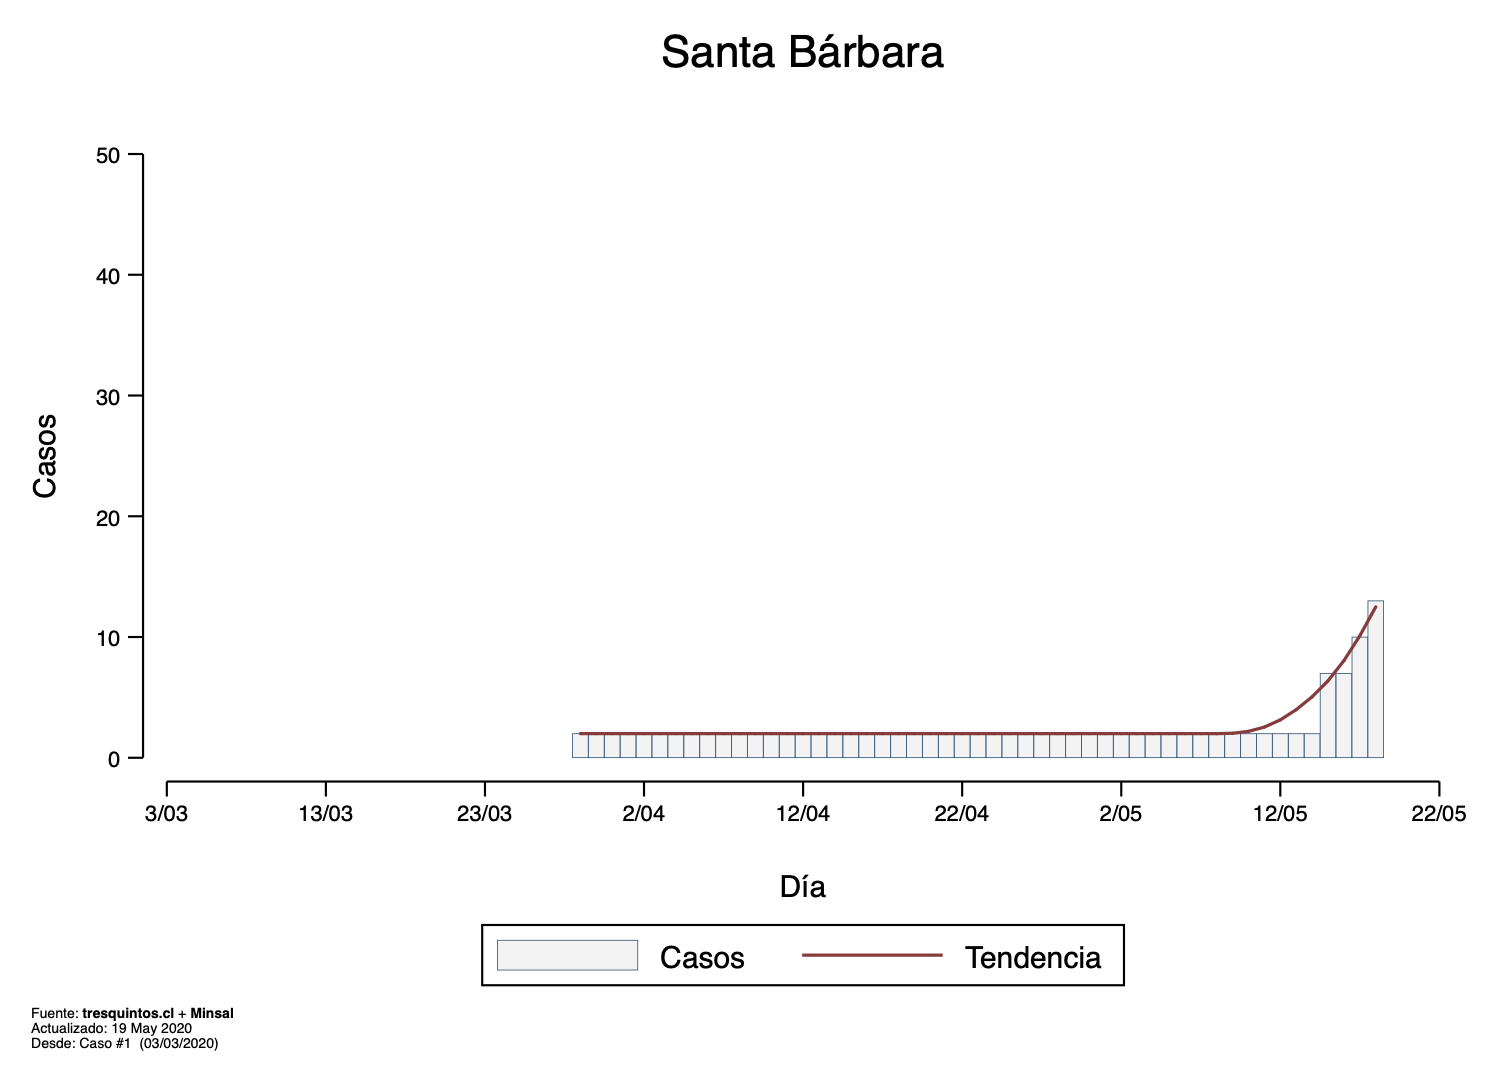 Santa Bárbara
50
40
30
20
10
0
Casos
3/03 13/03 23/03 2/04 12/04 22/04 2/05 12/05 22/05
Día
Casos Tendencia
Fuente: tresquintos.cl + Minsal
Actualizado: 19 May 2020
Desde: Caso #1 (03/03/2020)